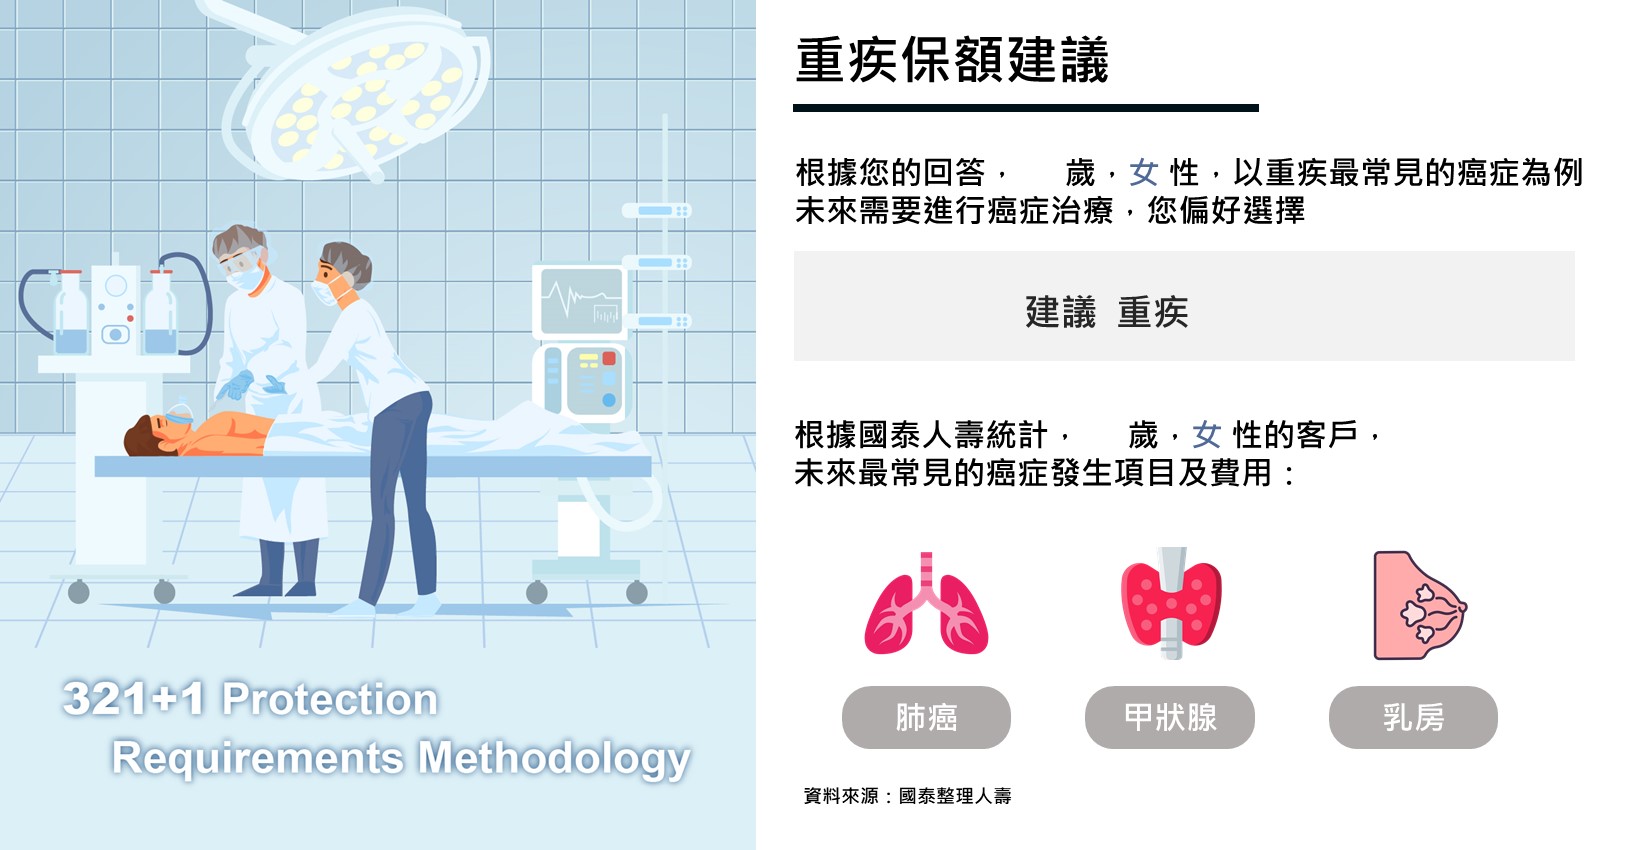 重疾保額建議
根據您的回答， 歲，女 性，以重疾最常見的癌症為例
未來需要進行癌症治療，您偏好選擇
建議 重疾
根據國泰人壽統計， 歲，女 性的客戶，
未來最常見的癌症發生項目及費用：
肺癌 甲狀腺 乳房
資料來源：國泰整理人壽
321+1 Protection
Requirements Methodology